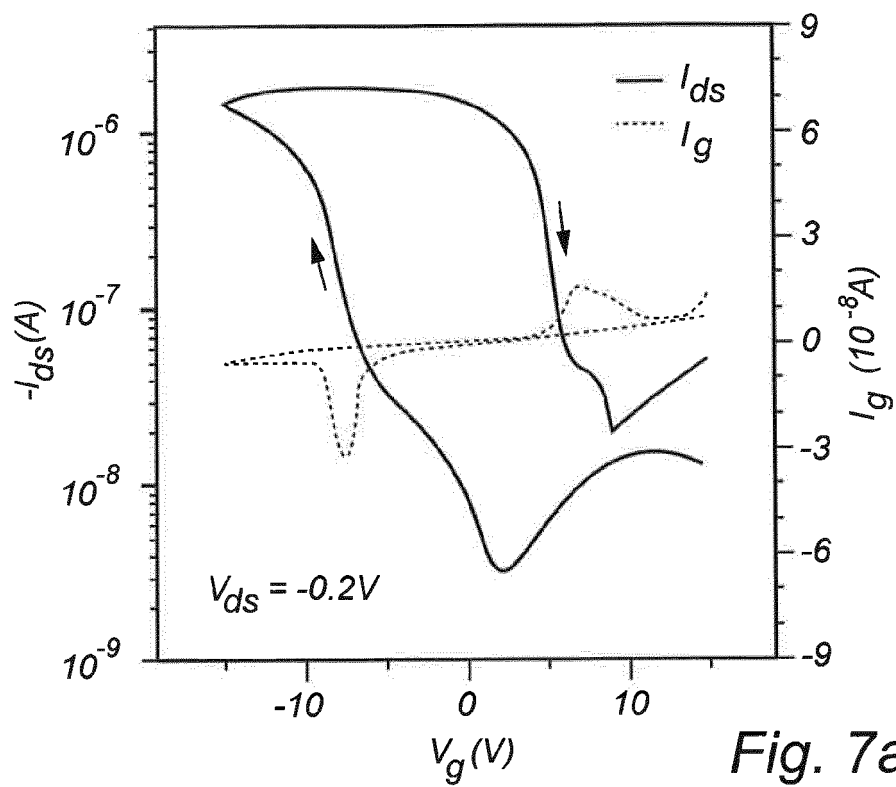 -I_ds (A)
10^-6
10^-7
10^-8
10^-9
I_ds
I_g
V_ds = -0.2V
9
6
3
0
-3
-6
-9
I_g (10^-8 A)
-10 0 10
V_g (V)
Fig. 7a